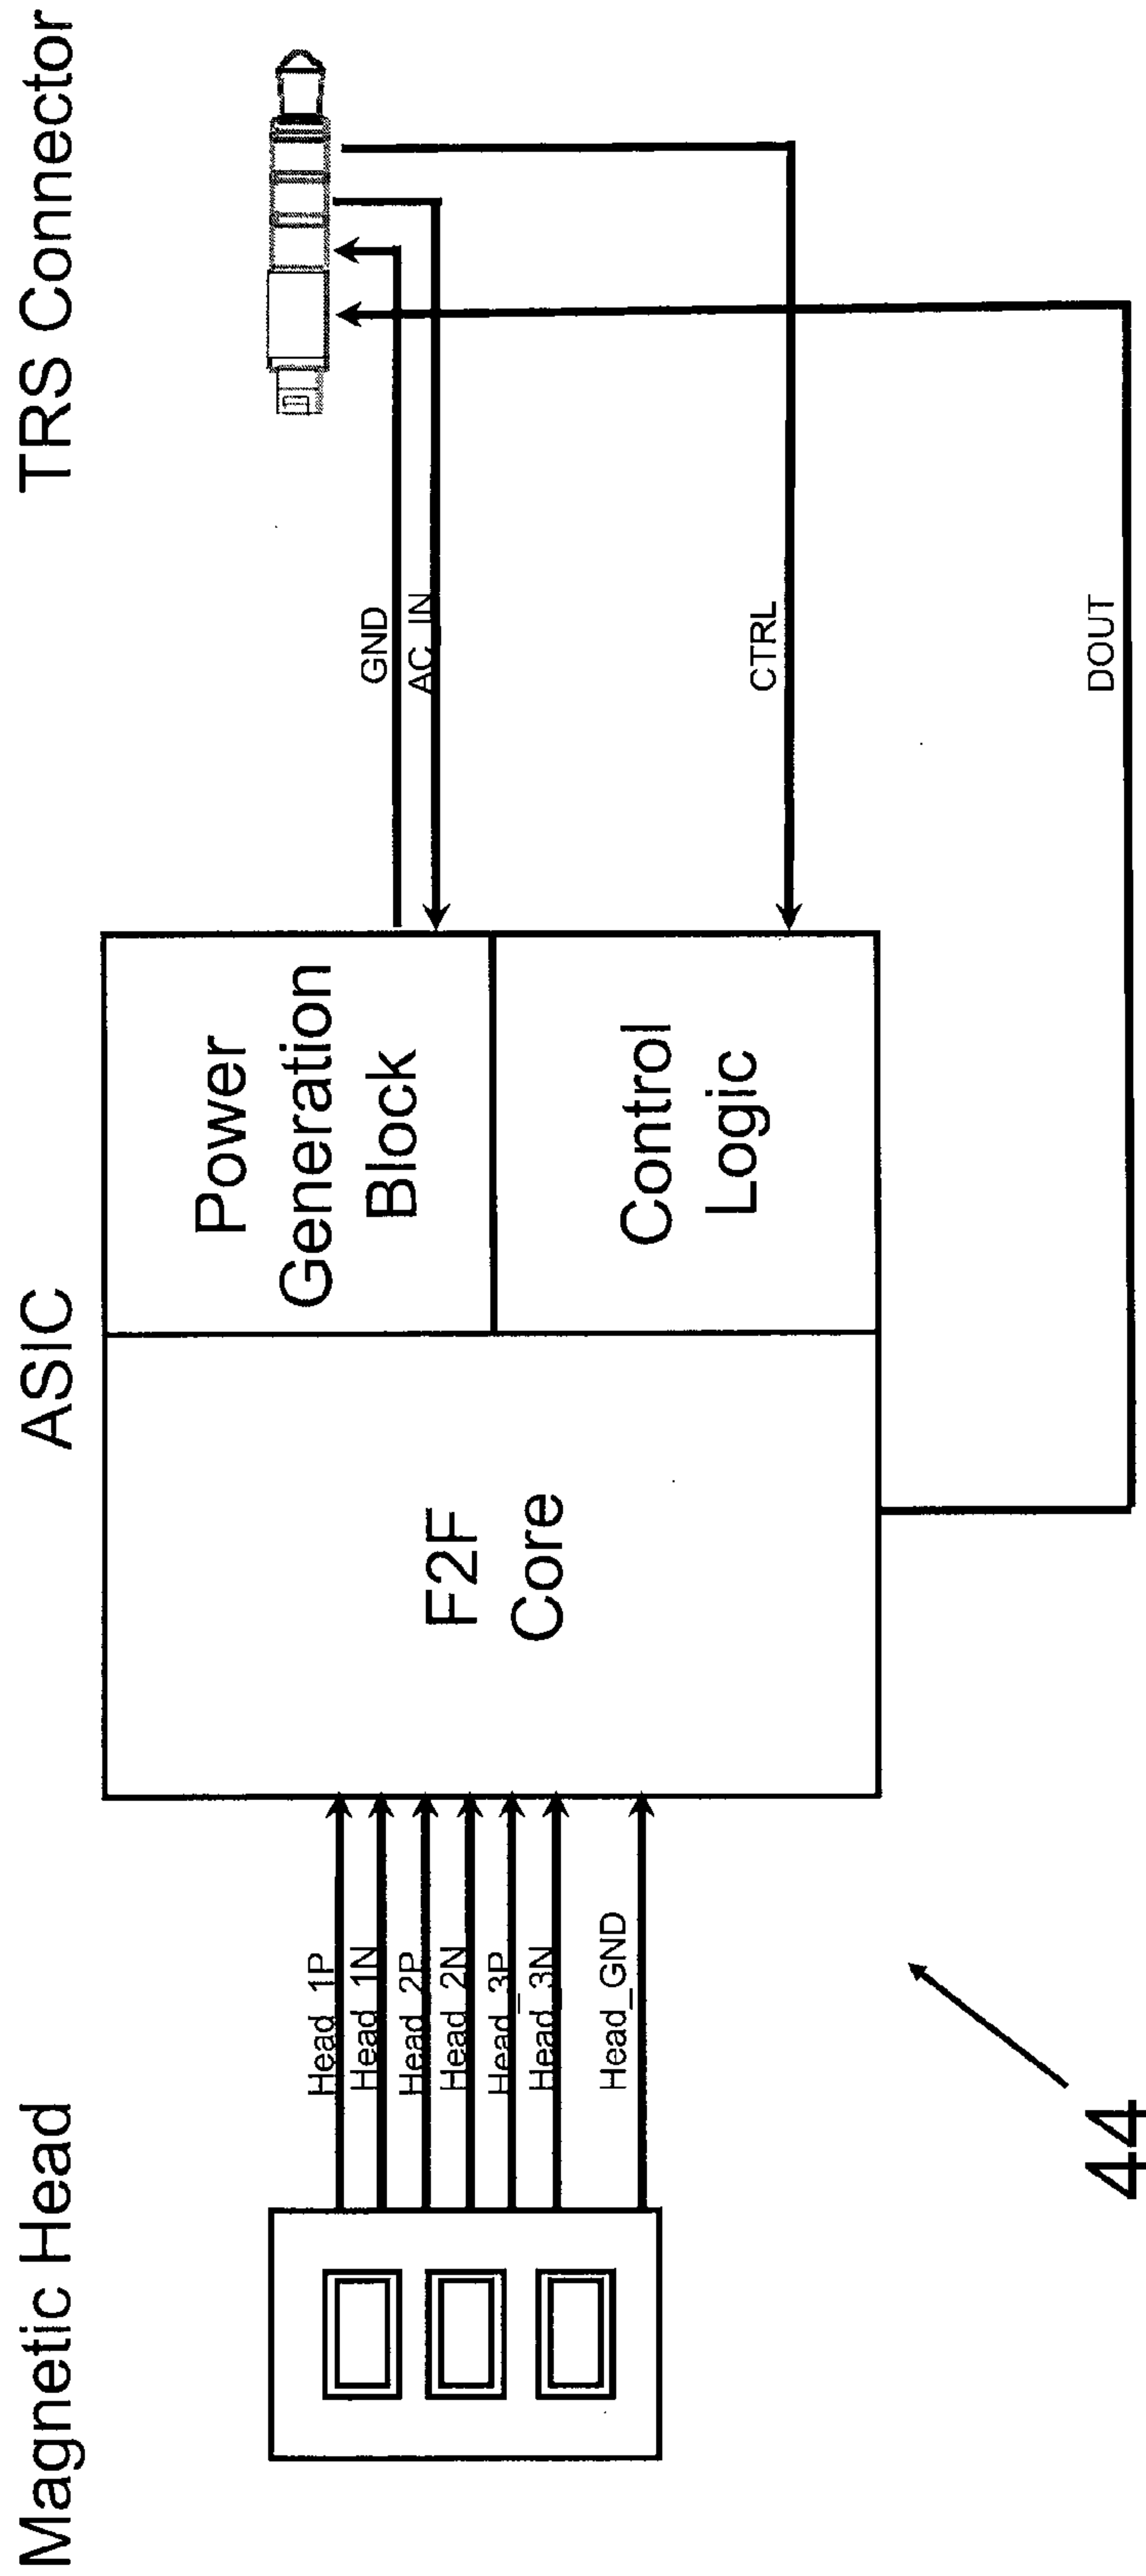 Magnetic Head
ASIC
TRS Connector
Head_1P
Head_1N
Head_2P
Head_2N
Head_3P
Head_3N
Head_GND
F2F
Core
Power
Generation
Block
Control
Logic
GND
AC_IN
CTRL
DOUT
44